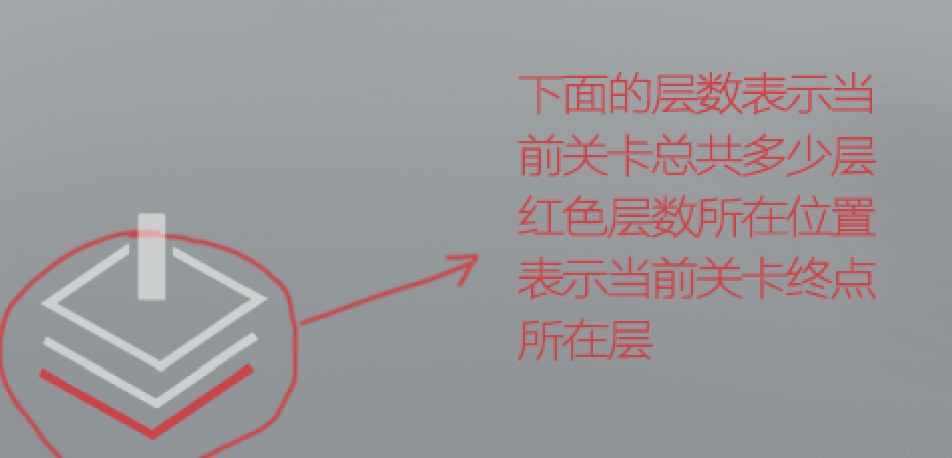 下面的层数表示当
前关卡总共多少层
红色层数所在位置
表示当前关卡终点
所在层